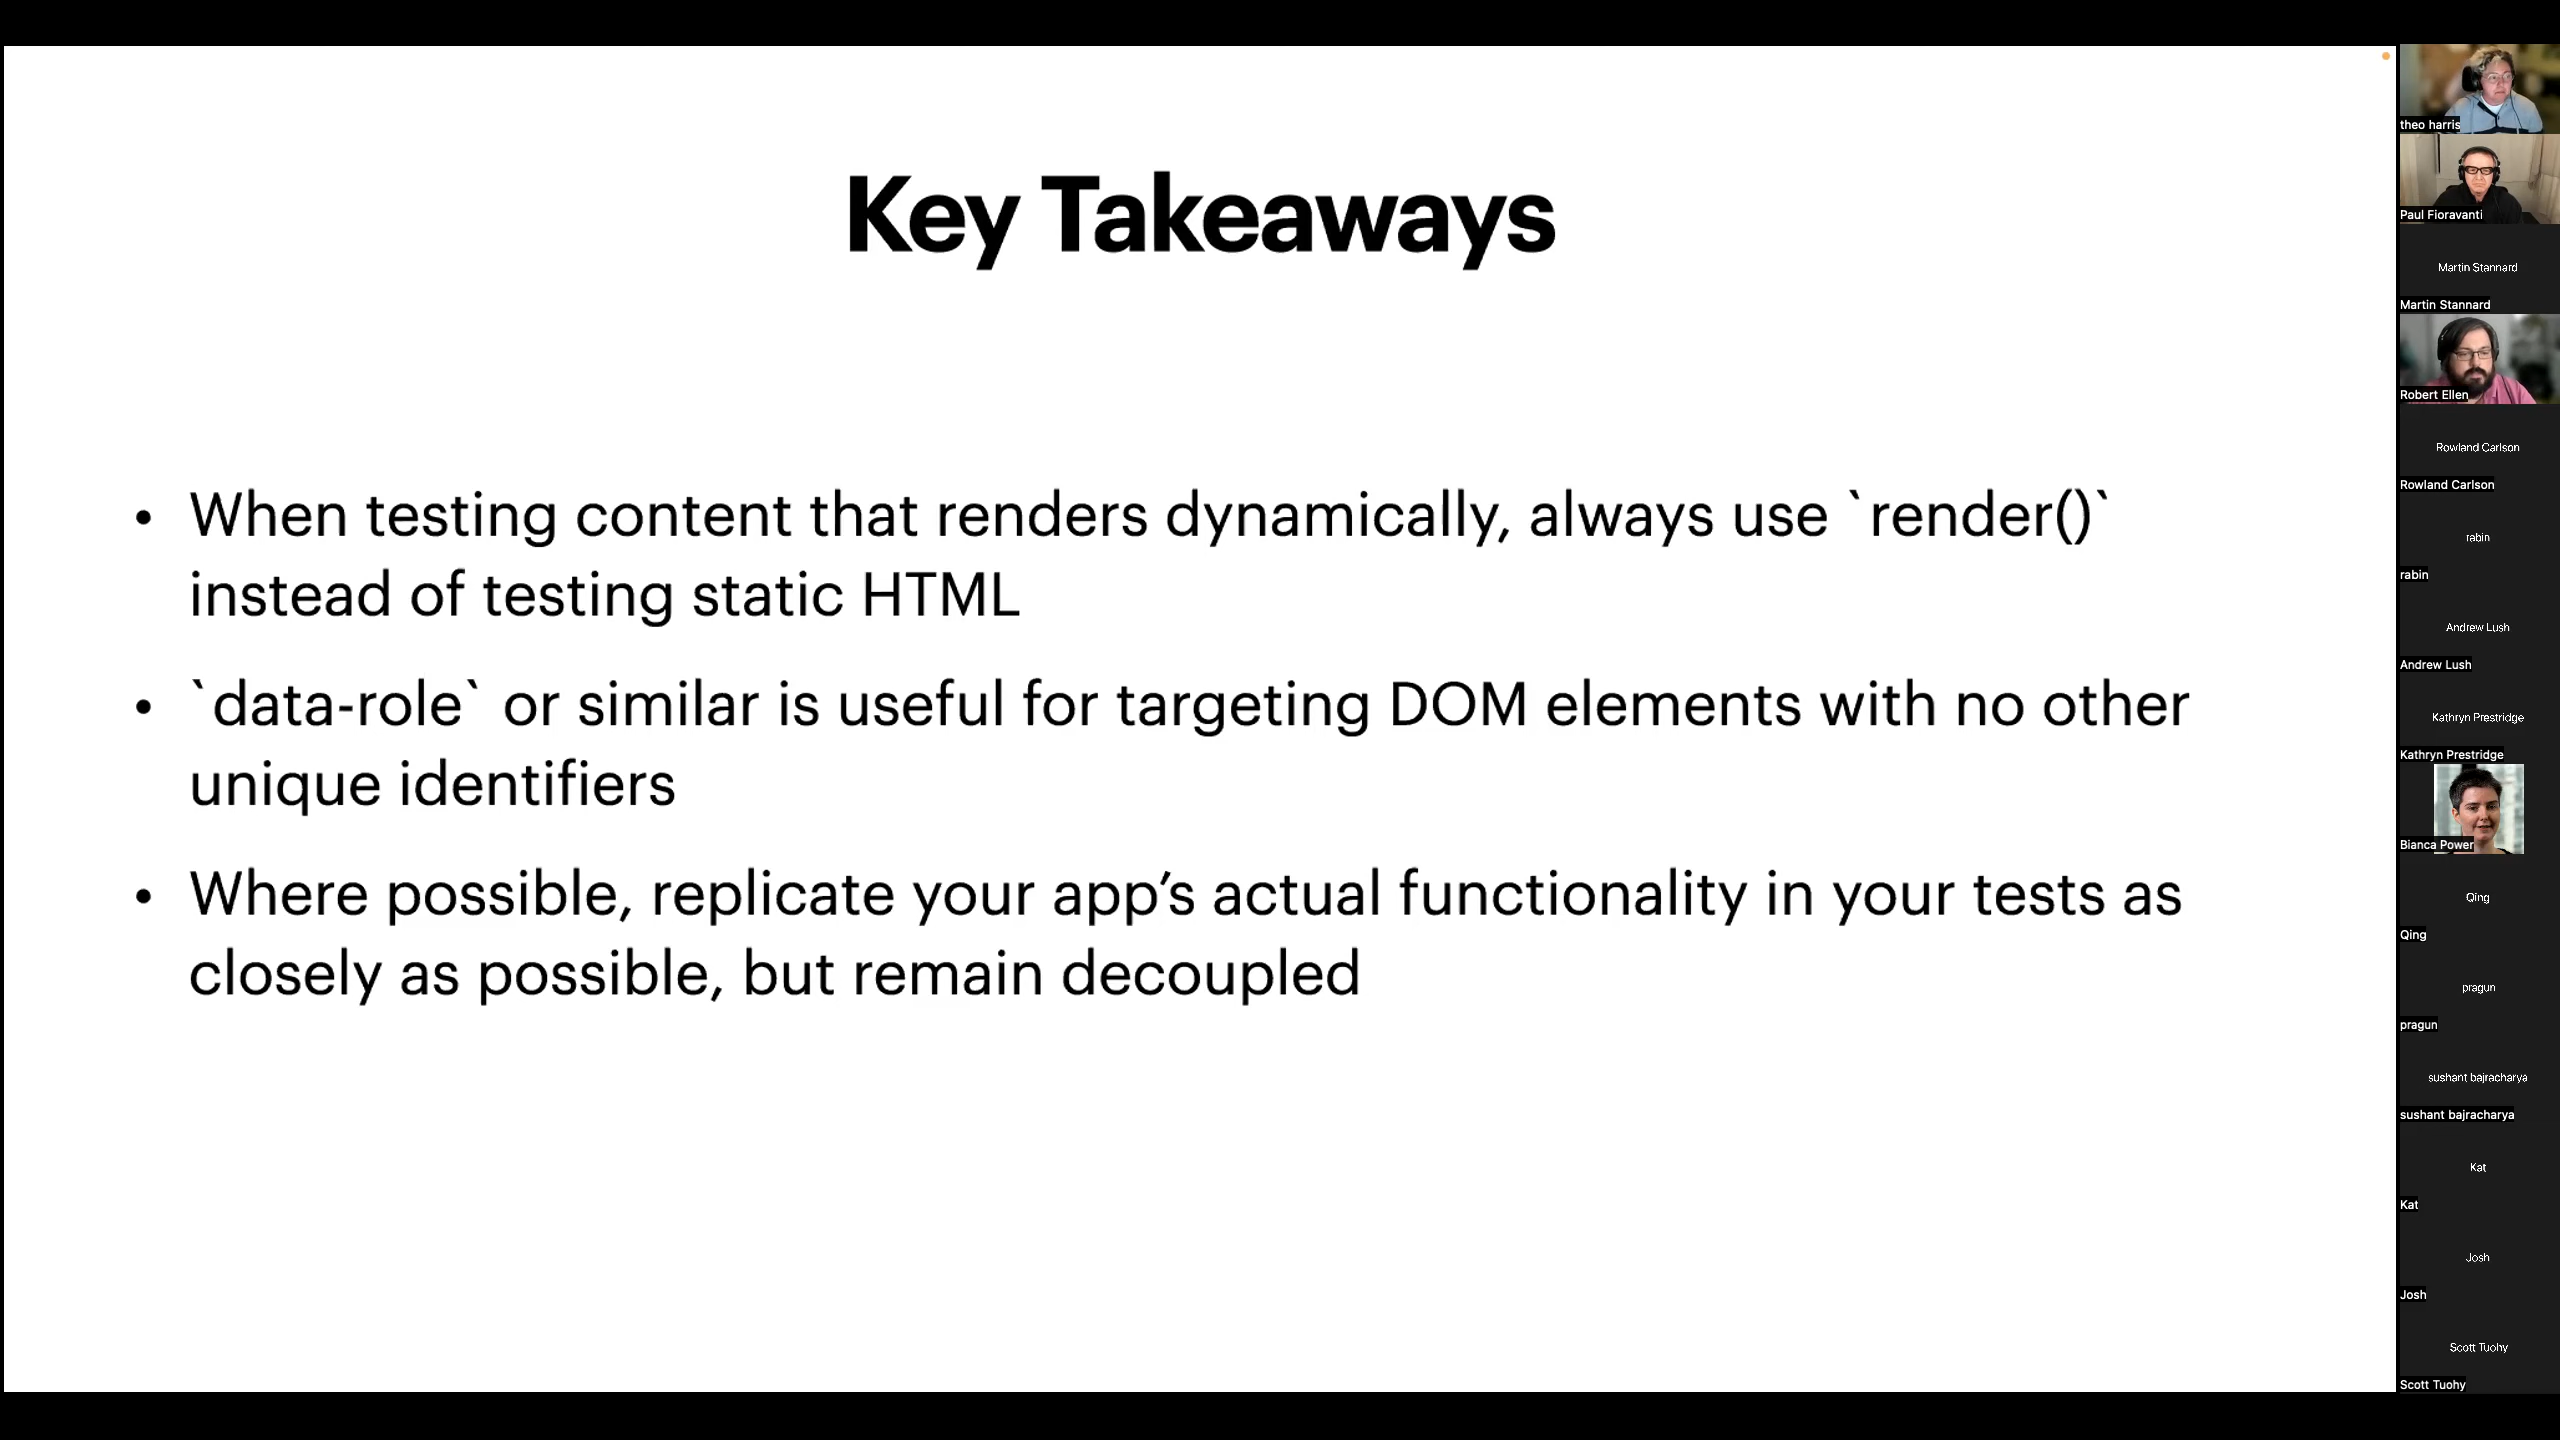 Key Takeaways
• When testing content that renders dynamically, always use `render()`
instead of testing static HTML
• `data-role` or similar is useful for targeting DOM elements with no other
unique identifiers
• Where possible, replicate your app’s actual functionality in your tests as
closely as possible, but remain decoupled
theo harris
Paul Fioravanti
Martin Stannard
Martin Stannard
Robert Ellen
Rowland Carlson
Rowland Carlson
rabin
rabin
Andrew Lush
Andrew Lush
Kathryn Prestridge
Kathryn Prestridge
Bianca Power
Qing
Qing
pragun
pragun
sushant bajracharya
sushant bajracharya
Kat
Kat
Josh
Josh
Scott Tuohy
Scott Tuohy